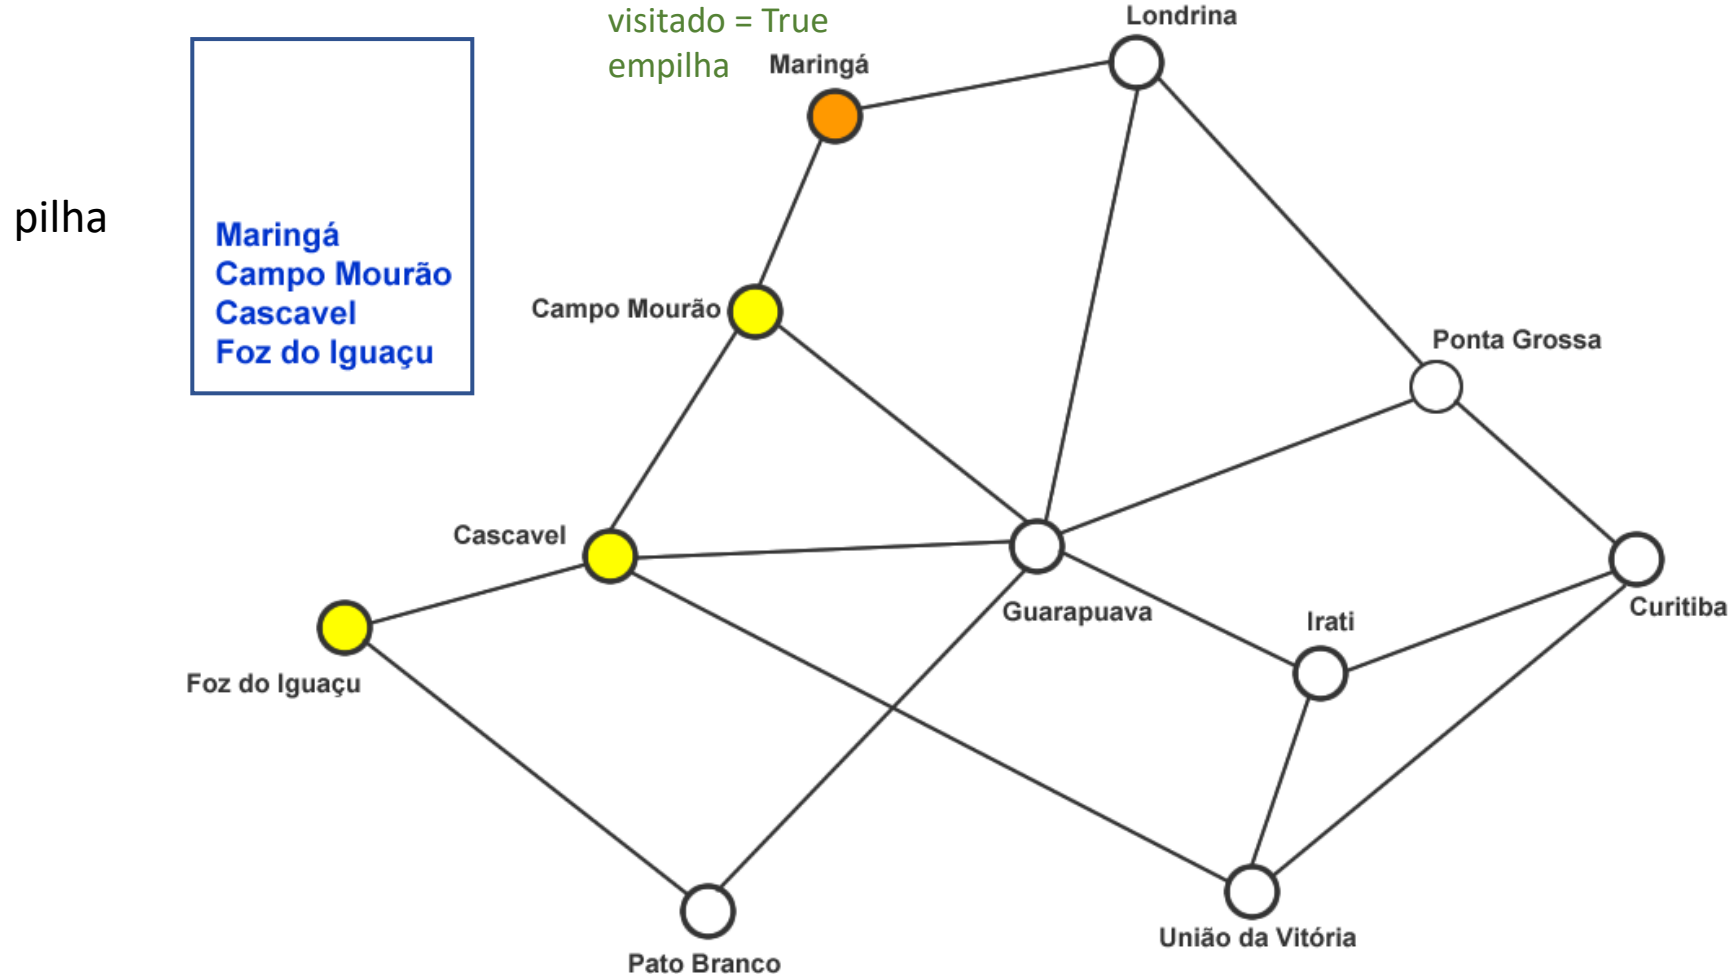 visitado = True
empilha
Londrina
Maringá
pilha
Maringá
Campo Mourão
Cascavel
Foz do Iguaçu
Campo Mourão
Ponta Grossa
Cascavel
Guarapuava
Irati
Curitiba
Foz do Iguaçu
União da Vitória
Pato Branco